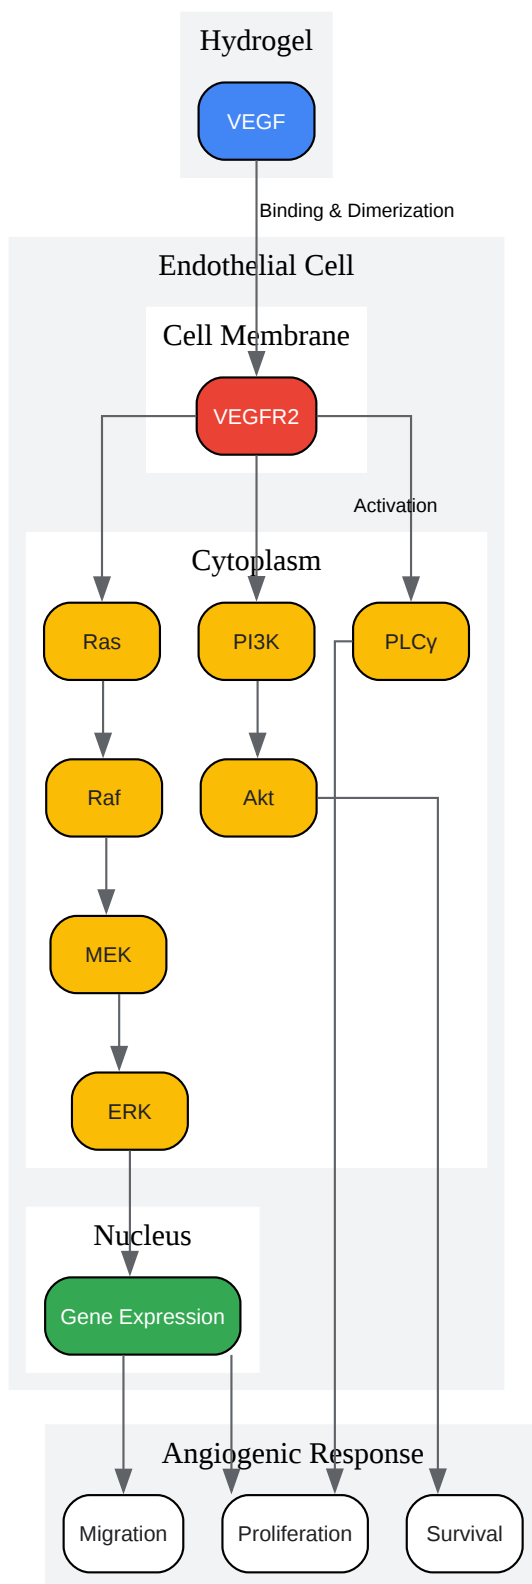 Hydrogel
VEGF
Binding & Dimerization
Endothelial Cell
Cell Membrane
VEGFR2
Activation
Cytoplasm
Ras
PI3K
PLCγ
Raf
Akt
MEK
ERK
Nucleus
Gene Expression
Angiogenic Response
Migration
Proliferation
Survival